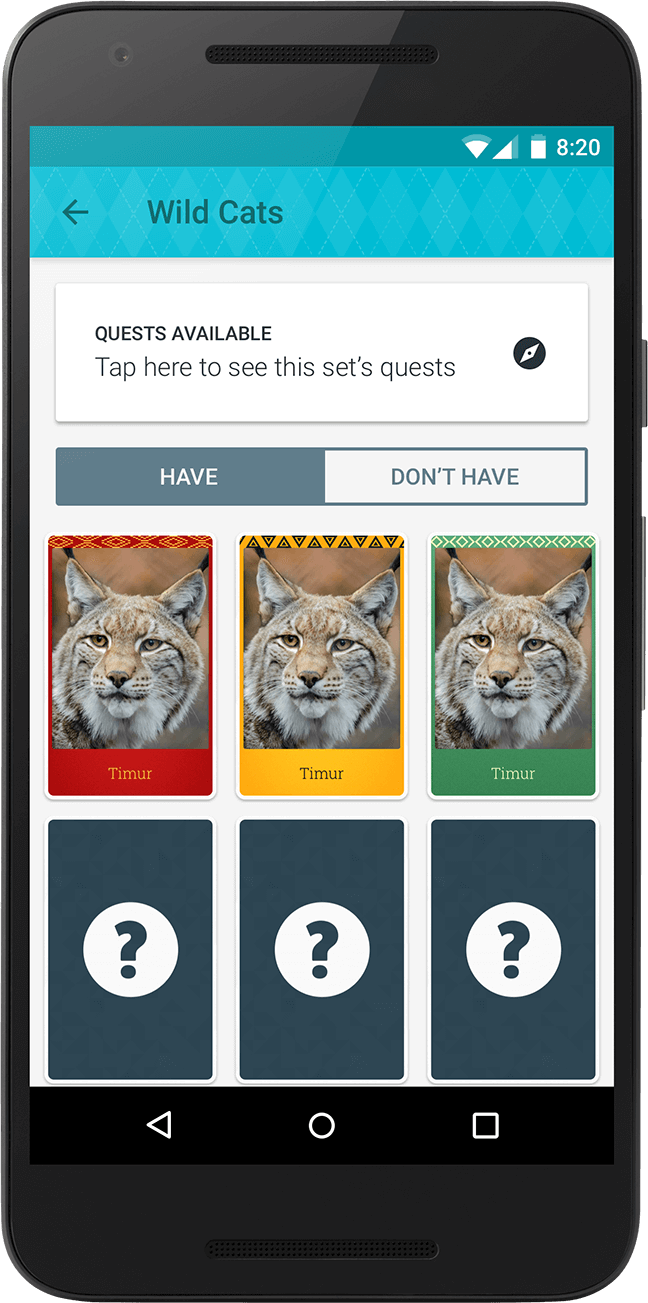 8:20
Wild Cats
QUESTS AVAILABLE
Tap here to see this set’s quests
HAVE
DON’T HAVE
Timur
Timur
Timur
?
?
?